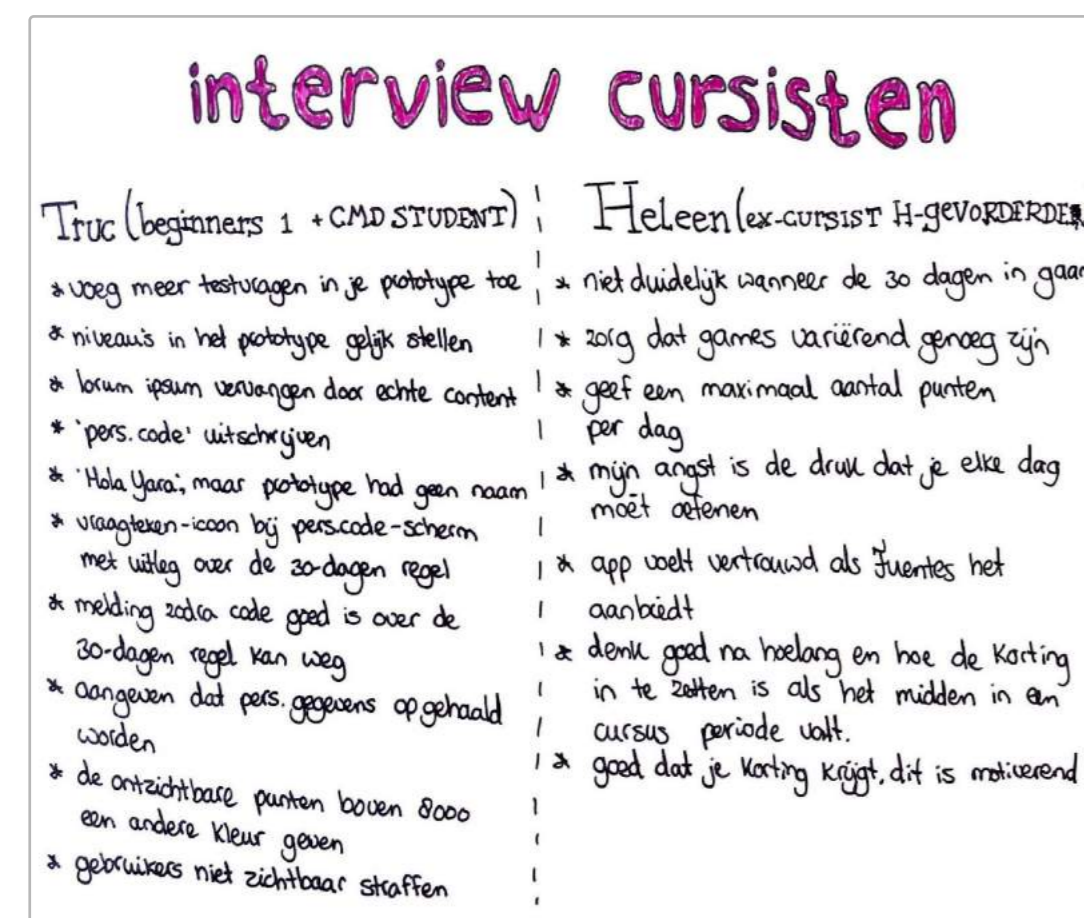 interview cursisten
Truc (beginners 1 + CMD STUDENT)
* voeg meer testvragen in je prototype toe
* niveau's in het prototype gelijk stellen
* lorum ipsum vervangen door echte content
* 'pers. code' uitschrijven
* 'Hola Yara', maar prototype had geen naam
* vraagteken-icoon bij pers.code-scherm
met uitleg over de 30-dagen regel
* melding zodra code goed is over de
30-dagen regel kan weg
* aangeven dat pers. gegevens opgehaald
worden
* de ontzichtbare punten boven 8000
een andere kleur geven
* gebruikers niet zichtbaar straffen
Heleen (ex-cursist H-gevORDERDE
* niet duidelijk wanneer de 30 dagen in gaan
* zorg dat games variërend genoeg zijn
* geef een maximaal aantal punten
per dag
* mijn angst is de druk dat je elke dag
moet oefenen
* app voelt vertrouwd als Fuentes het
aanbiedt
* denk goed na hoelang en hoe de korting
in te zetten is als het midden in een
cursus periode valt.
* goed dat je korting krijgt, dit is motiverend